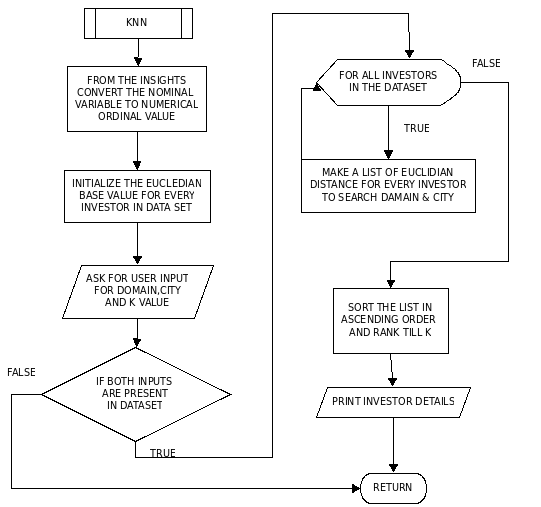 KNN
FROM THE INSIGHTS
CONVERT THE NOMINAL
VARIABLE TO NUMERICAL
ORDINAL VALUE
INITIALIZE THE EUCLEDIAN
BASE VALUE FOR EVERY
INVESTOR IN DATA SET
ASK FOR USER INPUT
FOR DOMAIN,CITY
AND K VALUE
FALSE
IF BOTH INPUTS
ARE PRESENT
IN DATASET
TRUE
FOR ALL INVESTORS
IN THE DATASET
FALSE
TRUE
MAKE A LIST OF EUCLIDIAN
DISTANCE FOR EVERY INVESTOR
TO SEARCH DAMAIN & CITY
SORT THE LIST IN
ASCENDING ORDER
AND RANK TILL K
PRINT INVESTOR DETAILS
RETURN